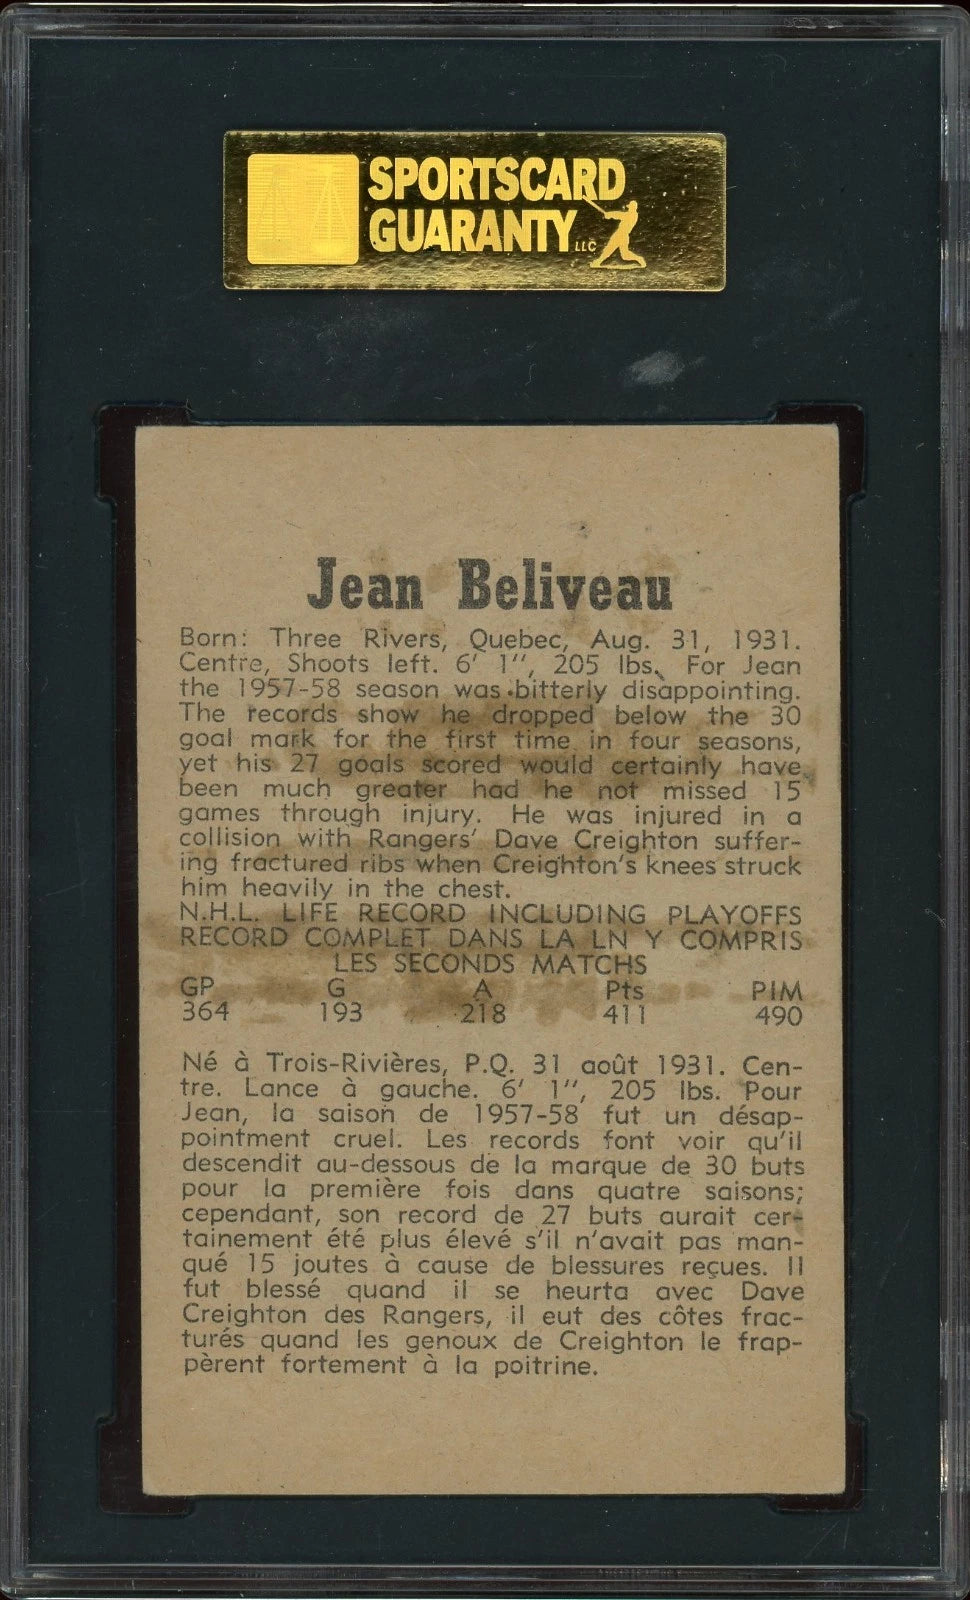 SPORTSCARD
GUARANTY LLC
Jean Beliveau
Born: Three Rivers, Quebec, Aug. 31, 1931.
Centre, Shoots left. 6' 1'', 205 lbs. For Jean
the 1957-58 season was bitterly disappointing.
The records show he dropped below the 30
goal mark for the first time in four seasons,
yet his 27 goals scored would certainly have
been much greater had he not missed 15
games through injury. He was injured in a
collision with Rangers' Dave Creighton suffer-
ing fractured ribs when Creighton's knees struck
him heavily in the chest.
N.H.L. LIFE RECORD INCLUDING PLAYOFFS
RECORD COMPLET DANS LA LN Y COMPRIS
LES SECONDS MATCHS
GP G A Pts PIM
364 193 218 411 490
Né à Trois-Rivières, P.Q. 31 août 1931. Cen-
tre. Lance à gauche. 6' 1'', 205 lbs. Pour
Jean, la saison de 1957-58 fut un désap-
pointment cruel. Les records font voir qu'il
descendit au-dessous de la marque de 30 buts
pour la première fois dans quatre saisons;
cependant, son record de 27 buts aurait cer-
tainement été plus élevé s'il n'avait pas man-
qué 15 joutes à cause de blessures reçues. Il
fut blessé quand il se heurta avec Dave
Creighton des Rangers, il eut des côtes frac-
turés quand les genoux de Creighton le frap-
pèrent fortement à la poitrine.